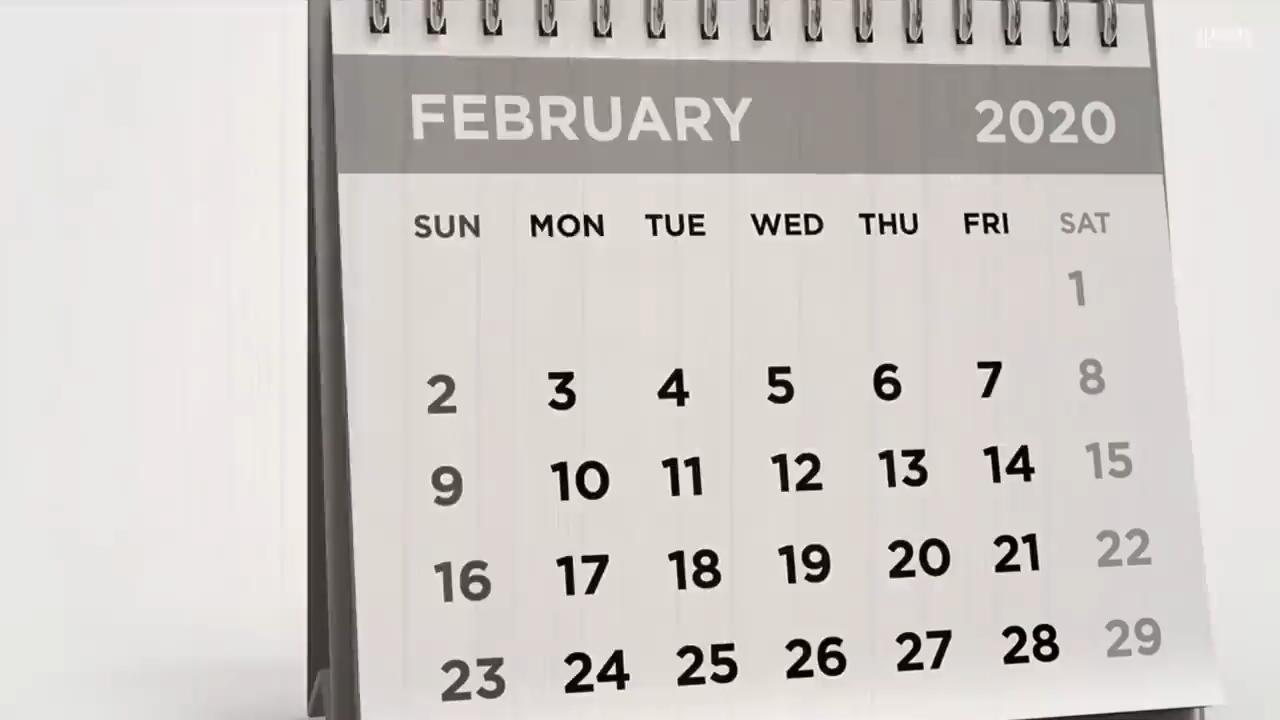 FEBRUARY 2020
SUN MON TUE WED THU FRI SAT
1
2 3 4 5 6 7 8
9 10 11 12 13 14 15
16 17 18 19 20 21 22
23 24 25 26 27 28 29